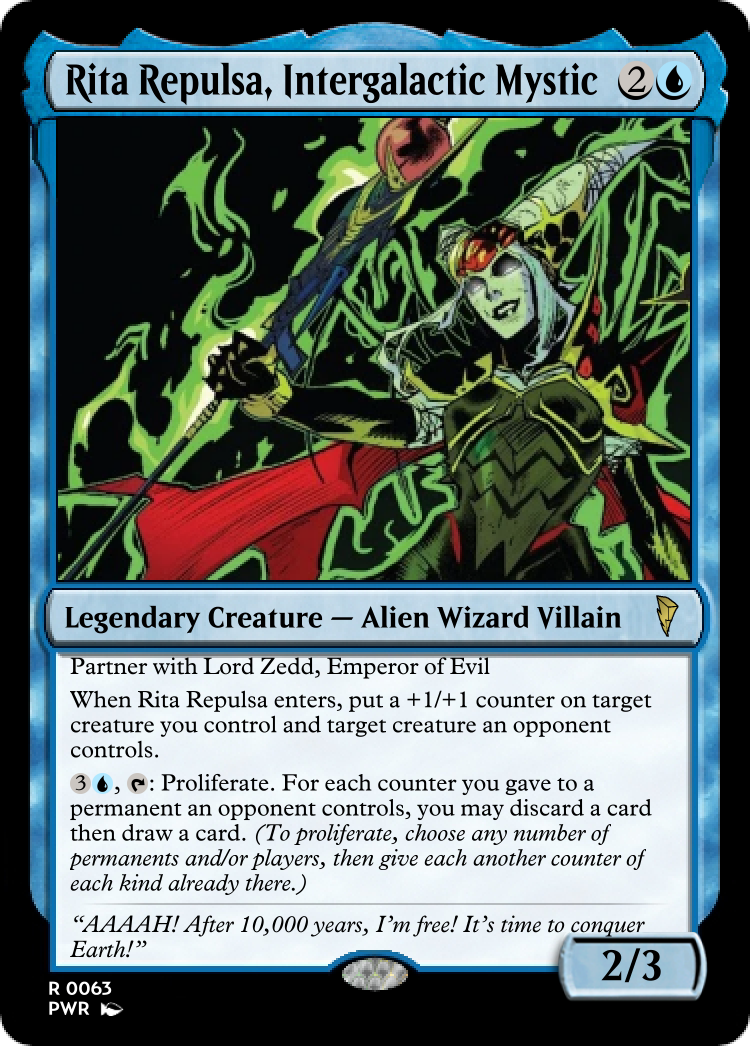 Rita Repulsa, Intergalactic Mystic 2
Legendary Creature — Alien Wizard Villain
Partner with Lord Zedd, Emperor of Evil
When Rita Repulsa enters, put a +1/+1 counter on target
creature you control and target creature an opponent
controls.
3, : Proliferate. For each counter you gave to a
permanent an opponent controls, you may discard a card
then draw a card. (To proliferate, choose any number of
permanents and/or players, then give each another counter of
each kind already there.)
“AAAAH! After 10,000 years, I'm free! It's time to conquer
Earth!”
2/3
R 0063
PWR